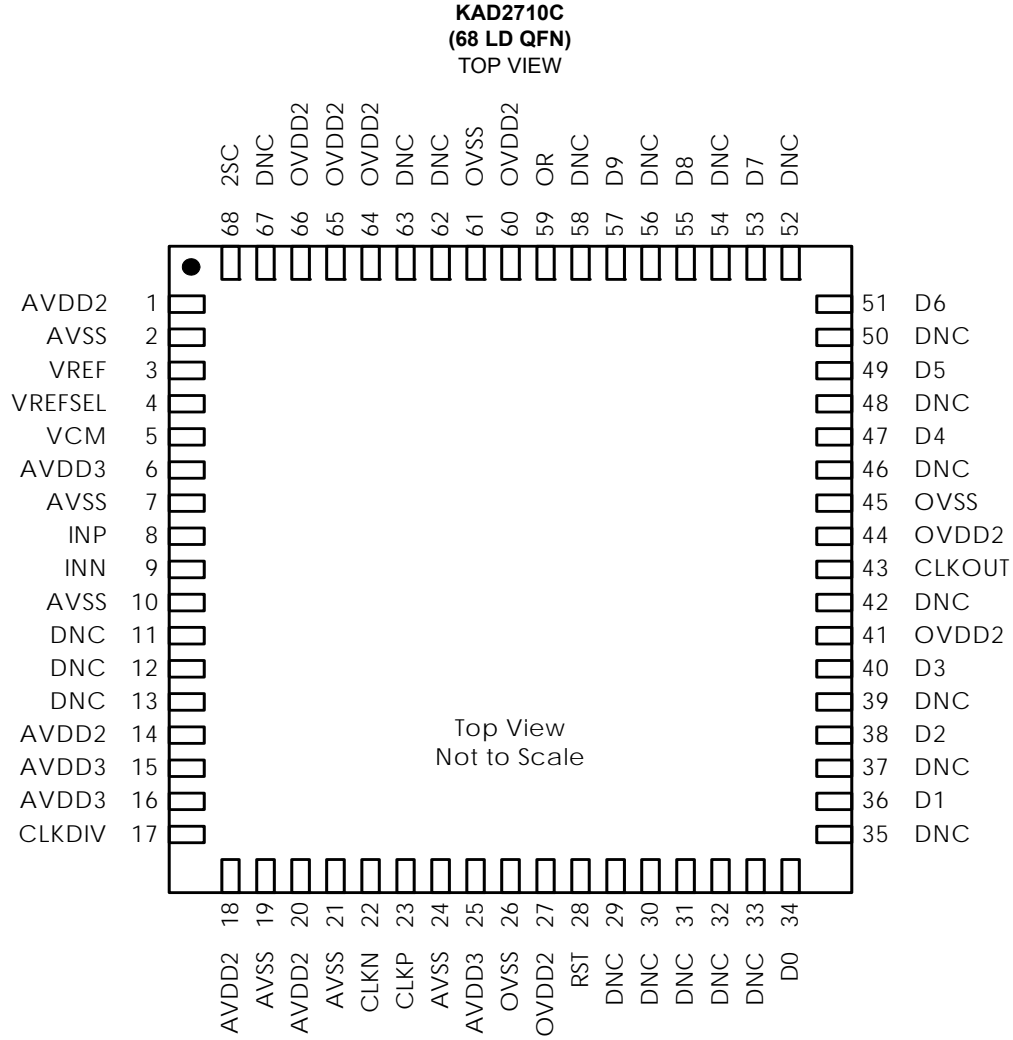 KAD2710C
(68 LD QFN)
TOP VIEW
68 2SC
67 DNC
66 OVDD2
65 OVDD2
64 OVDD2
63 DNC
62 DNC
61 OVSS
60 OVDD2
59 OR
58 DNC
57 D9
56 DNC
55 D8
54 DNC
53 D7
52 DNC
AVDD2 1
AVSS 2
VREF 3
VREFSEL 4
VCM 5
AVDD3 6
AVSS 7
INP 8
INN 9
AVSS 10
DNC 11
DNC 12
DNC 13
AVDD2 14
AVDD3 15
AVDD3 16
CLKDIV 17
51 D6
50 DNC
49 D5
48 DNC
47 D4
46 DNC
45 OVSS
44 OVDD2
43 CLKOUT
42 DNC
41 OVDD2
40 D3
39 DNC
38 D2
37 DNC
36 D1
35 DNC
Top View
Not to Scale
AVDD2 18
AVSS 19
AVDD2 20
AVSS 21
CLKN 22
CLKP 23
AVSS 24
AVDD3 25
OVSS 26
OVDD2 27
RST 28
DNC 29
DNC 30
DNC 31
DNC 32
DNC 33
D0 34